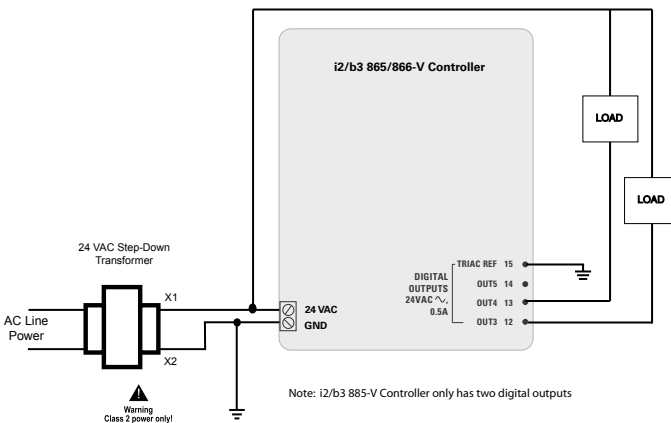 i2/b3 865/866-V Controller
LOAD
LOAD
24 VAC Step-Down
Transformer
TRIAC REF 15
DIGITAL
OUTPUTS
24VAC ∿,
0.5A
OUT5 14
OUT4 13
OUT3 12
X1
24 VAC
GND
AC Line
Power
X2
Note: i2/b3 885-V Controller only has two digital outputs
Warning
Class 2 power only!